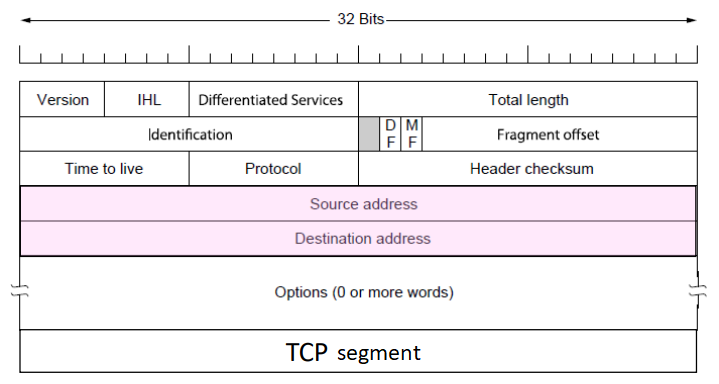 32 Bits
Version IHL Differentiated Services Total length
Identification D F M F Fragment offset
Time to live Protocol Header checksum
Source address
Destination address
Options (0 or more words)
TCP segment